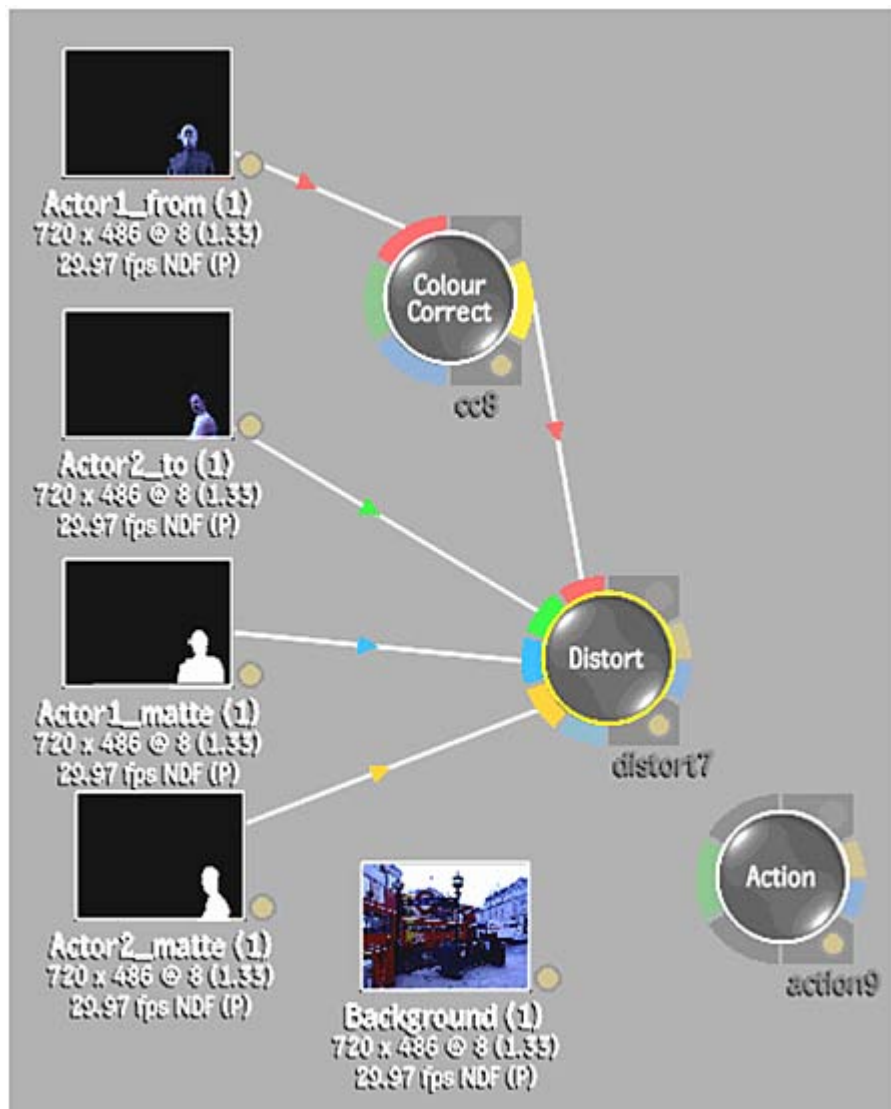 Actor1_from (1)
720 x 486 @ 8 (1.33)
29.97 fps NDF (P)
Colour
Correct
cc8
Actor2_to (1)
720 x 486 @ 8 (1.33)
29.97 fps NDF (P)
Actor1_matte (1)
720 x 486 @ 8 (1.33)
29.97 fps NDF (P)
Distort
distort7
Actor2_matte (1)
720 x 486 @ 8 (1.33)
29.97 fps NDF (P)
Background (1)
720 x 486 @ 8 (1.33)
29.97 fps NDF (P)
Action
action9